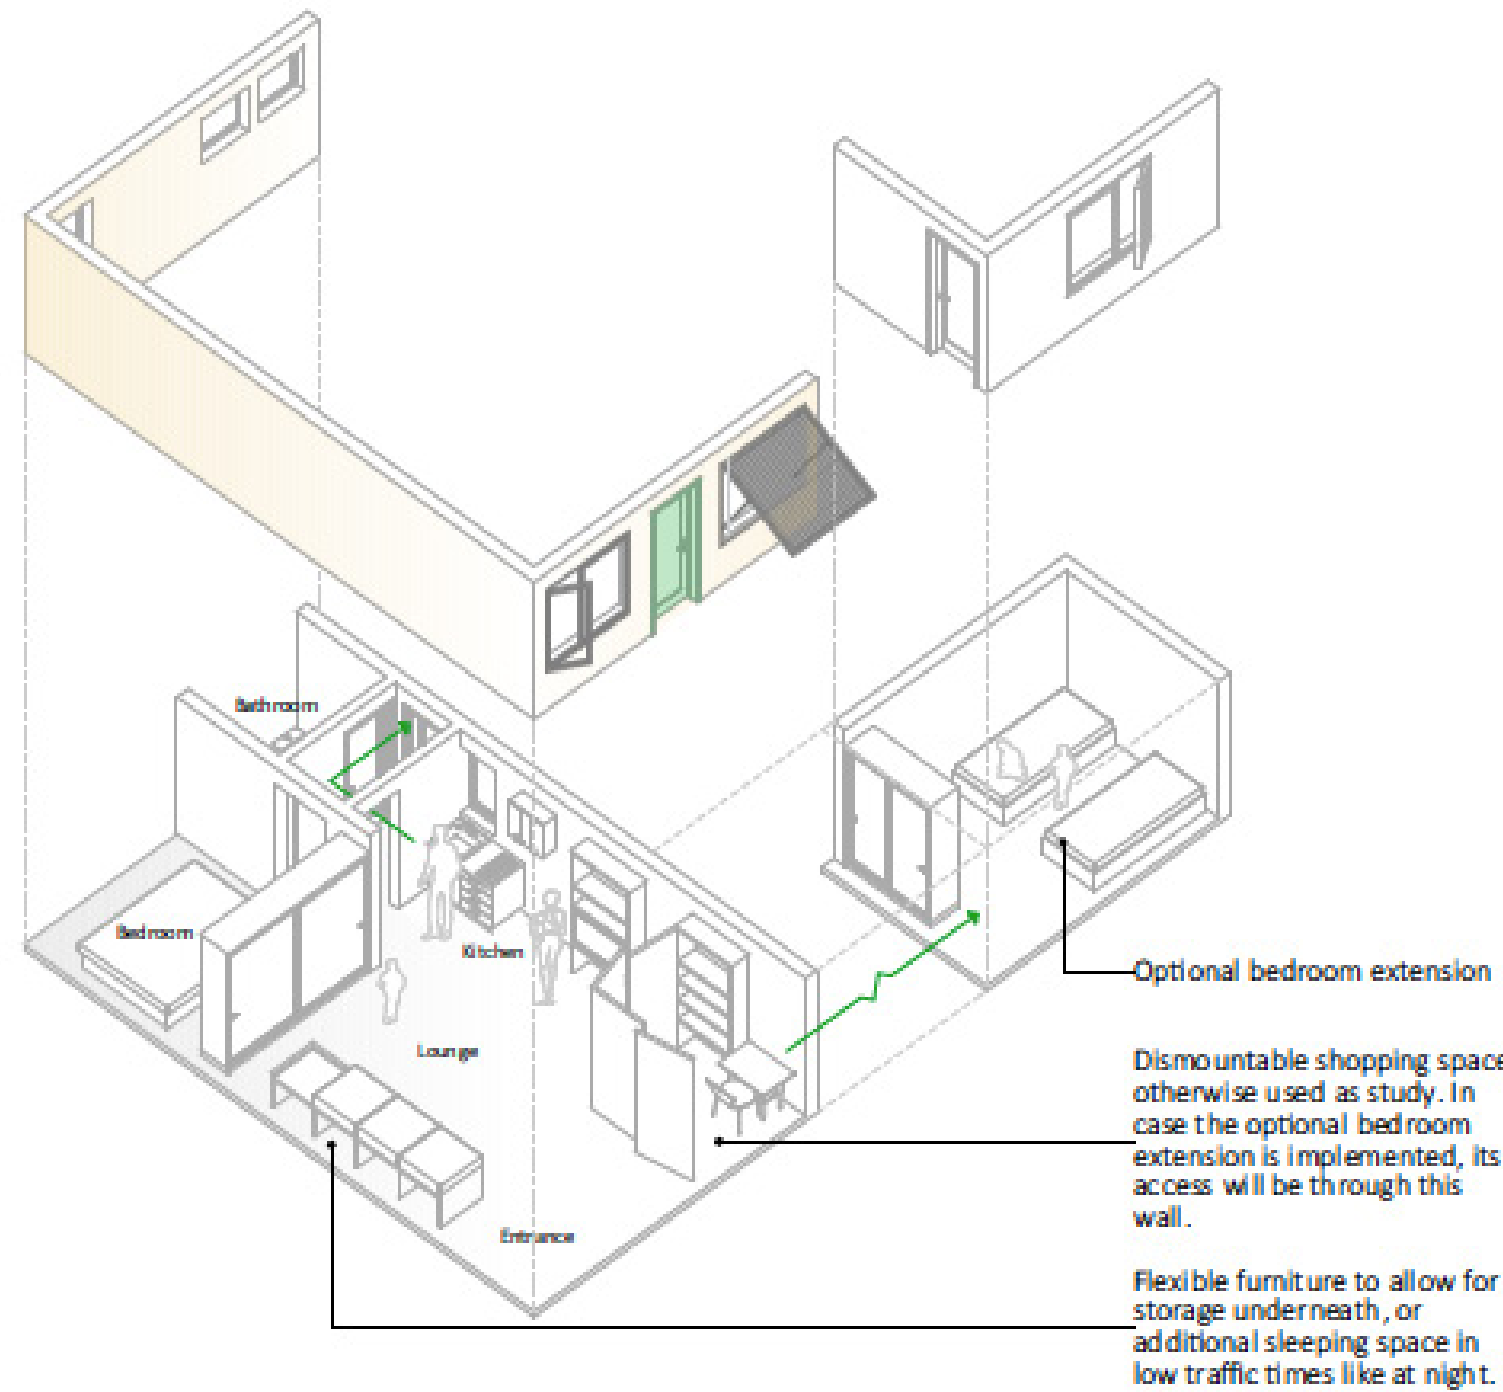 Bathroom
Bedroom
Kitchen
Lounge
Entrance
Optional bedroom extension
Dismountable shopping space
otherwise used as study. In
case the optional bedroom
extension is implemented, its
access will be through this
wall.
Flexible furniture to allow for
storage underneath, or
additional sleeping space in
low traffic times like at night.